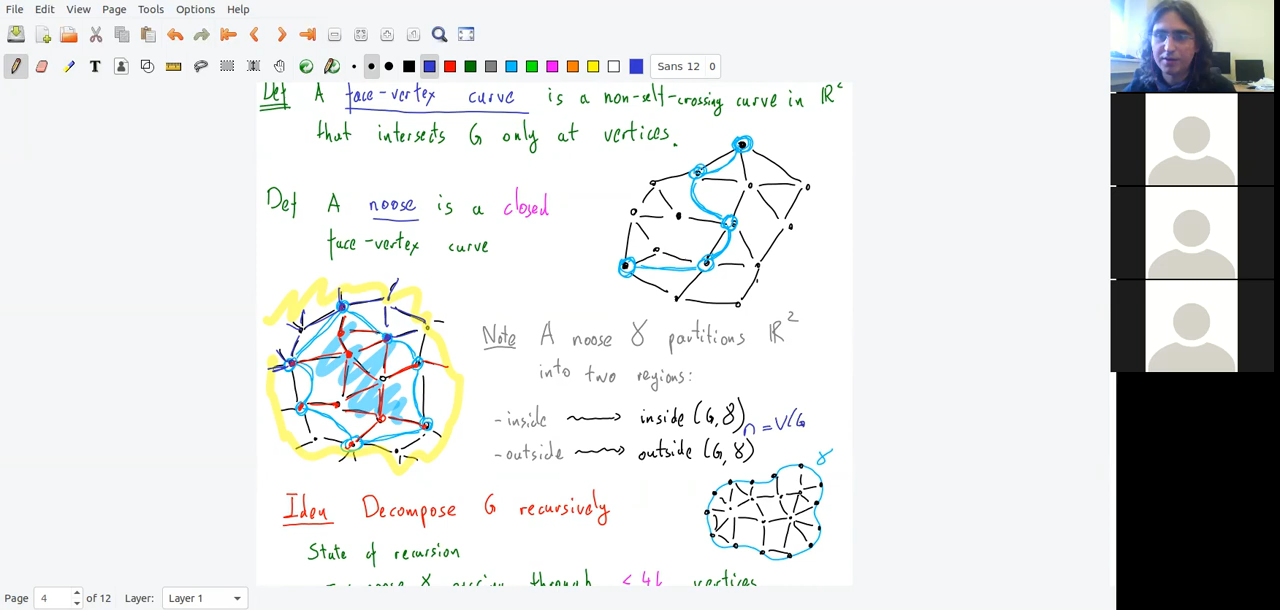 File Edit View Page Tools Options Help
Sans 12 0
Def A face-vertex curve is a non-self-crossing curve in ℝ²
that intersects G only at vertices.
Def A noose is a closed
face-vertex curve
Note A noose γ partitions ℝ²
into two regions:
- inside ⟿ inside (G, γ)
n = V(G
- outside ⟿ outside (G, γ)
γ
Idea Decompose G recursively
State of recursion
through vertices
Page 4 of 12 Layer: Layer 1